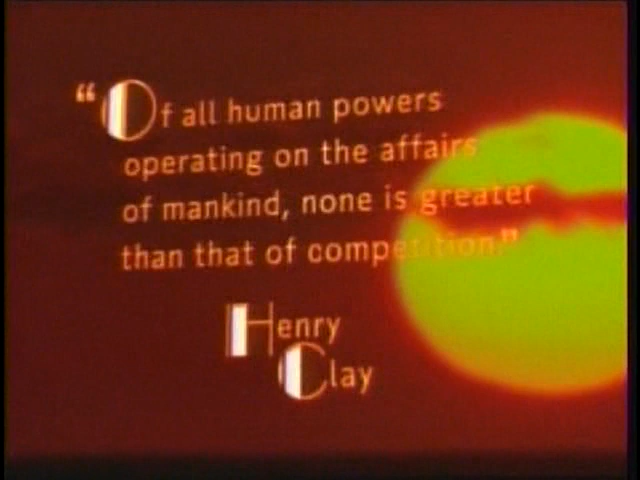 “Of all human powers
operating on the affairs
of mankind, none is greater
than that of competition.”
Henry
Clay